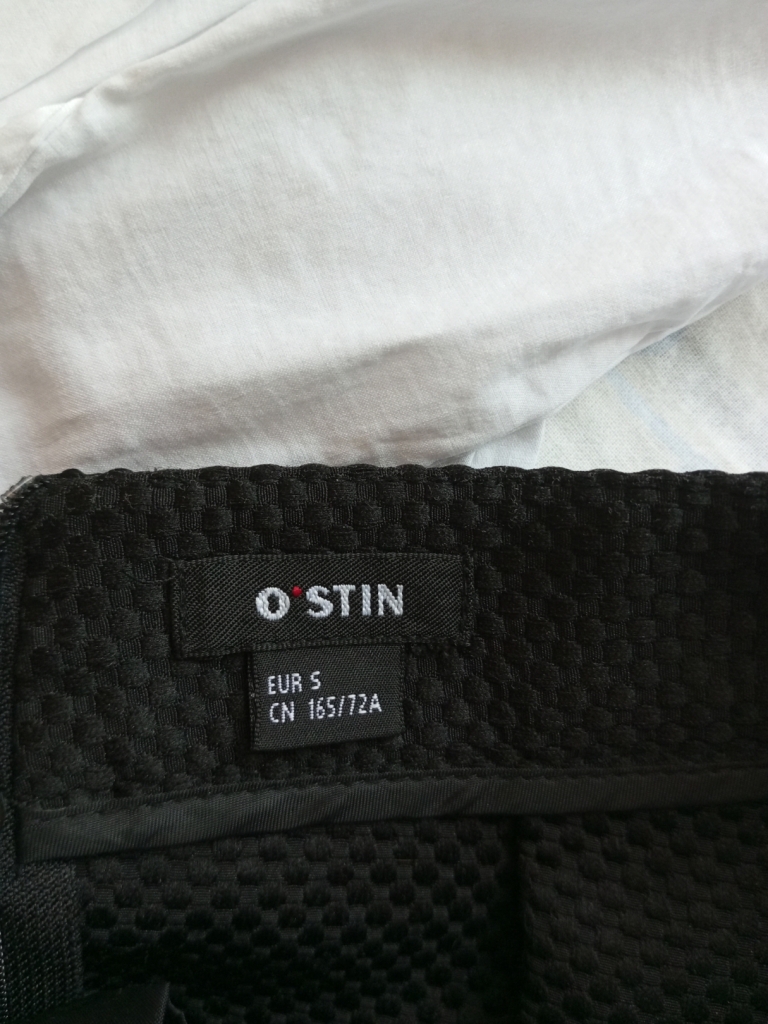 O'STIN
EUR S
CN 165/72A